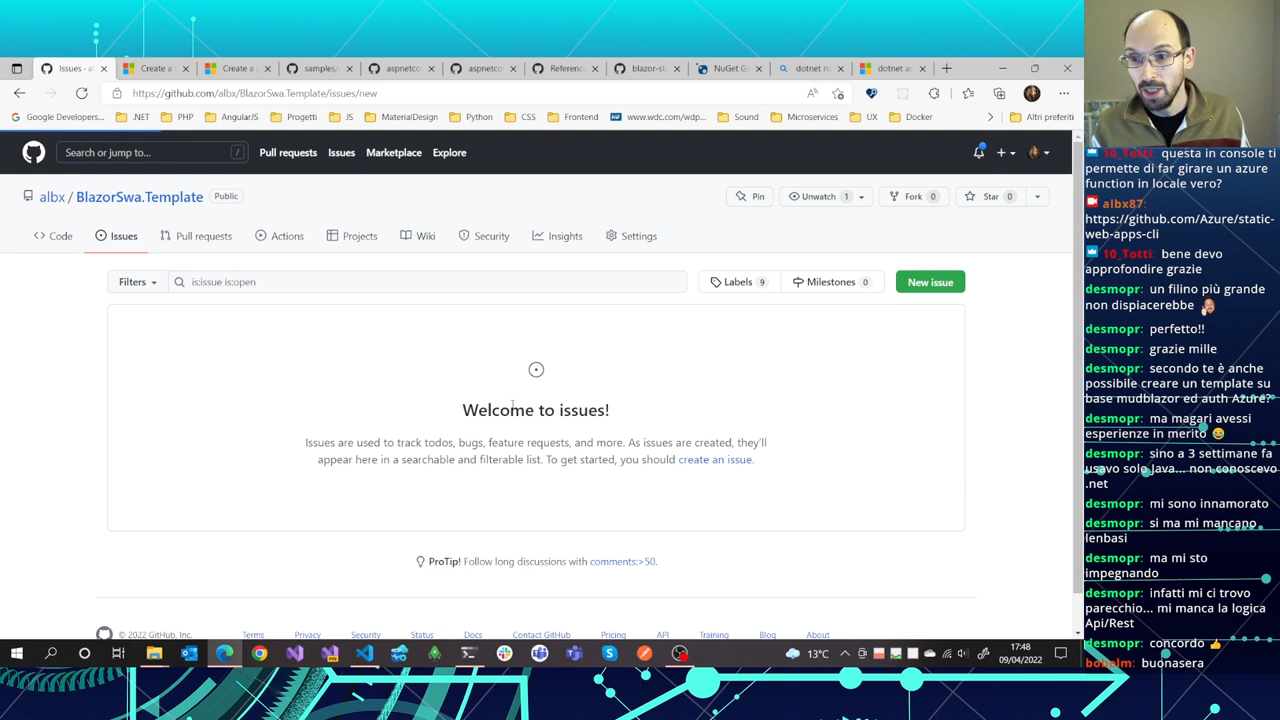 Issues - al
Create a
Create a p
samples/
aspnetco
aspnetco
Reference
blazor-st
NuGet G
dotnet n
dotnet ac
https://github.com/albx/BlazorSwa.Template/issues/new
Google Developers...
.NET
PHP
AngularJS
Progetti
JS
MaterialDesign
Python
CSS
Frontend
www.wdc.com/wdp...
Sound
Microservices
UX
Docker
Altri preferiti
Search or jump to...
/
Pull requests
Issues
Marketplace
Explore
albx / BlazorSwa.Template
Public
Pin
Unwatch 1
Fork 0
Star 0
Code
Issues
Pull requests
Actions
Projects
Wiki
Security
Insights
Settings
Filters
is:issue is:open
Labels 9
Milestones 0
New issue
Welcome to issues!
Issues are used to track todos, bugs, feature requests, and more. As issues are created, they'll
appear here in a searchable and filterable list. To get started, you should create an issue.
ProTip! Follow long discussions with comments:>50.
© 2022 GitHub, Inc.
Terms
Privacy
Security
Status
Docs
Contact GitHub
Pricing
API
Training
Blog
About
13°C
17:48
09/04/2022
10_Totti: questa in console ti
permette di far girare un azure
function in locale vero?
albx87:
https://github.com/Azure/static-
web-apps-cli
10_Totti: bene devo
approfondire grazie
desmopr: un filino più grande
non dispiacerebbe
desmopr: perfetto!!
desmopr: grazie mille
desmopr: secondo te è anche
possibile creare un template su
base mudblazor ed auth Azure?
desmopr: ma magari avessi
esperienze in merito
desmopr: sino a 3 settimane fa
usavo solo Java... non conoscevo
.net
desmopr: mi sono innamorato
desmopr: si ma mi mancano
lenbasi
desmopr: ma mi sto
impegnando
desmopr: infatti mi ci trovo
parecchio... mi manca la logica
Api/Rest
desmopr: concordo
bobelm: buonasera